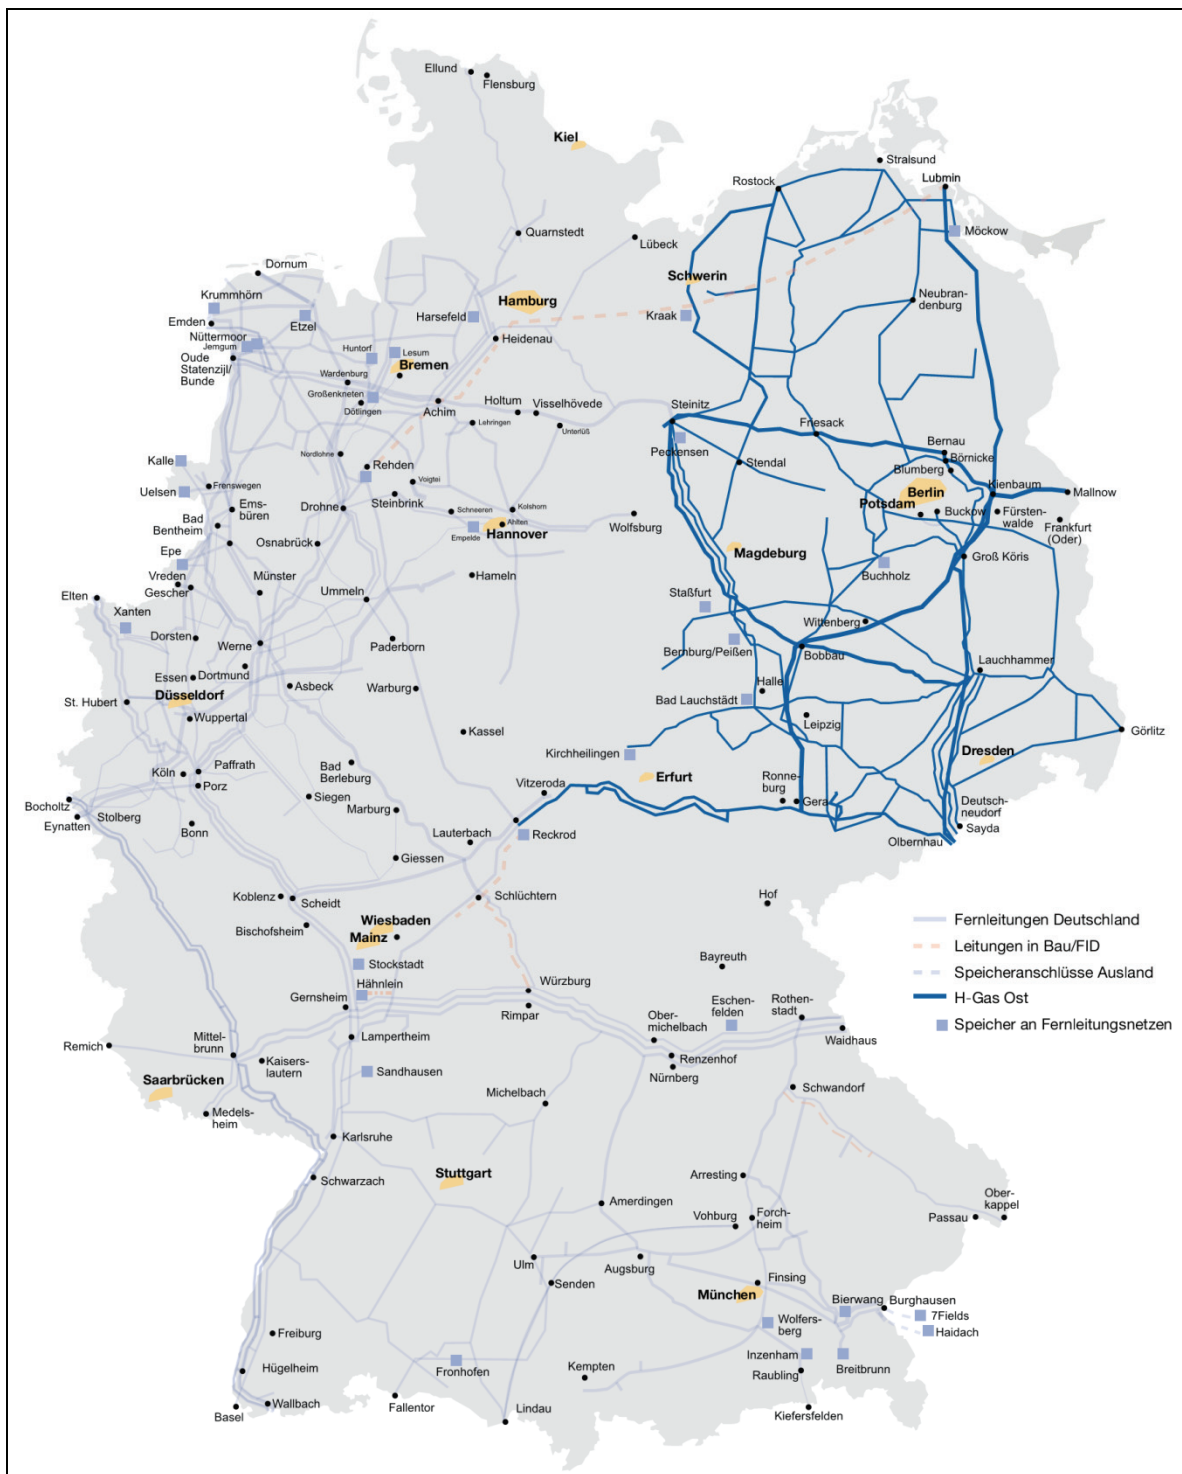 Ellund
Flensburg
Kiel
Stralsund
Rostock
Lubmin
Quarnstedt
Lübeck
Möckow
Dornum
Schwerin
Krummhörn
Hamburg
Neubran-
denburg
Emden
Etzel
Harsefeld
Kraak
Nüttermoor
Jemgum
Heidenau
Oude
Statenzijl/
Bunde
Huntorf
Lesum
Bremen
Wardenburg
Großenkneten
Dötlingen
Achim
Holtum
Visselhövede
Lehringen
Unterlüß
Steinitz
Friesack
Peckensen
Bernau
Börnicke
Blumberg
Kalle
Nordlohne
Rehden
Stendal
Uelsen
Frenswegen
Voigtei
Steinbrink
Berlin
Kienbaum
Mallnow
Ems-
büren
Drohne
Schneeren
Kolshorn
Wolfsburg
Potsdam
Buckow
Fürsten-
walde
Frankfurt
(Oder)
Bad
Bentheim
Ahlten
Empelde
Hannover
Osnabrück
Magdeburg
Epe
Groß Köris
Buchholz
Vreden
Gescher
Münster
Hameln
Elten
Ummeln
Staßfurt
Xanten
Wittenberg
Dorsten
Werne
Paderborn
Bernburg/Peißen
Bobbau
Essen
Dortmund
Lauchhammer
Düsseldorf
Asbeck
Warburg
Halle
Bad Lauchstädt
St. Hubert
Wuppertal
Leipzig
Kassel
Görlitz
Kirchheilingen
Dresden
Köln
Paffrath
Bad
Berleburg
Erfurt
Ronne-
burg
Porz
Vitzeroda
Bocholtz
Siegen
Marburg
Gera
Deutsch-
neudorf
Eynatten
Stolberg
Bonn
Lauterbach
Reckrod
Sayda
Olbernhau
Giessen
Koblenz
Scheidt
Schlüchtern
Hof
Wiesbaden
Bischofsheim
Mainz
Fernleitungen Deutschland
Leitungen in Bau/FID
Speicheranschlüsse Ausland
H-Gas Ost
Speicher an Fernleitungsnetzen
Stockstadt
Bayreuth
Hähnlein
Würzburg
Gernsheim
Eschen-
felden
Rothen-
stadt
Rimpar
Ober-
michelbach
Remich
Mittel-
brunn
Lampertheim
Waidhaus
Kaisers-
lautern
Renzenhof
Nürnberg
Saarbrücken
Sandhausen
Michelbach
Schwandorf
Medels-
heim
Karlsruhe
Stuttgart
Arresting
Schwarzach
Ober-
kappel
Amerdingen
Vohburg
Forch-
heim
Passau
Ulm
Augsburg
Senden
Finsing
München
Bierwang
Burghausen
7Fields
Wolfers-
berg
Haidach
Freiburg
Inzenham
Hügelheim
Fronhofen
Kempten
Breitbrunn
Raubling
Basel
Wallbach
Fallentor
Lindau
Kiefersfelden